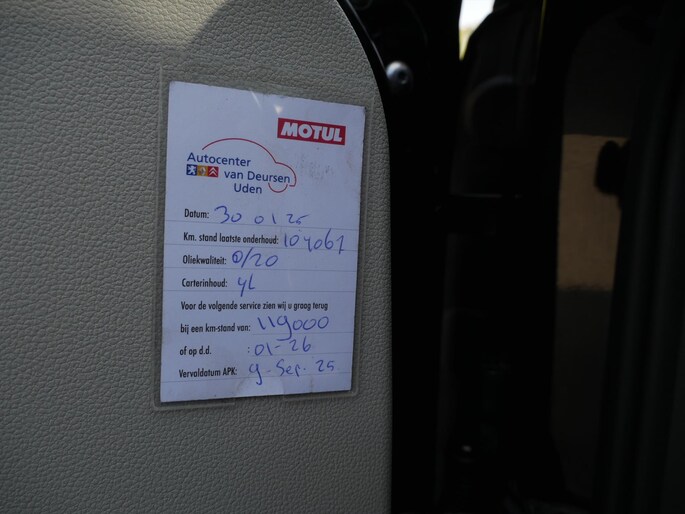 MOTUL
Autocenter
van Deursen
Uden
Datum: 30 01 25
Km. stand laatste onderhoud: 104067
Oliekwaliteit: 0/20
Carterinhoud: 4L
Voor de volgende service zien wij u graag terug
bij een km-stand van: 119000
of op d.d. : 01-26
Vervaldatum APK: 9-Sep. 25